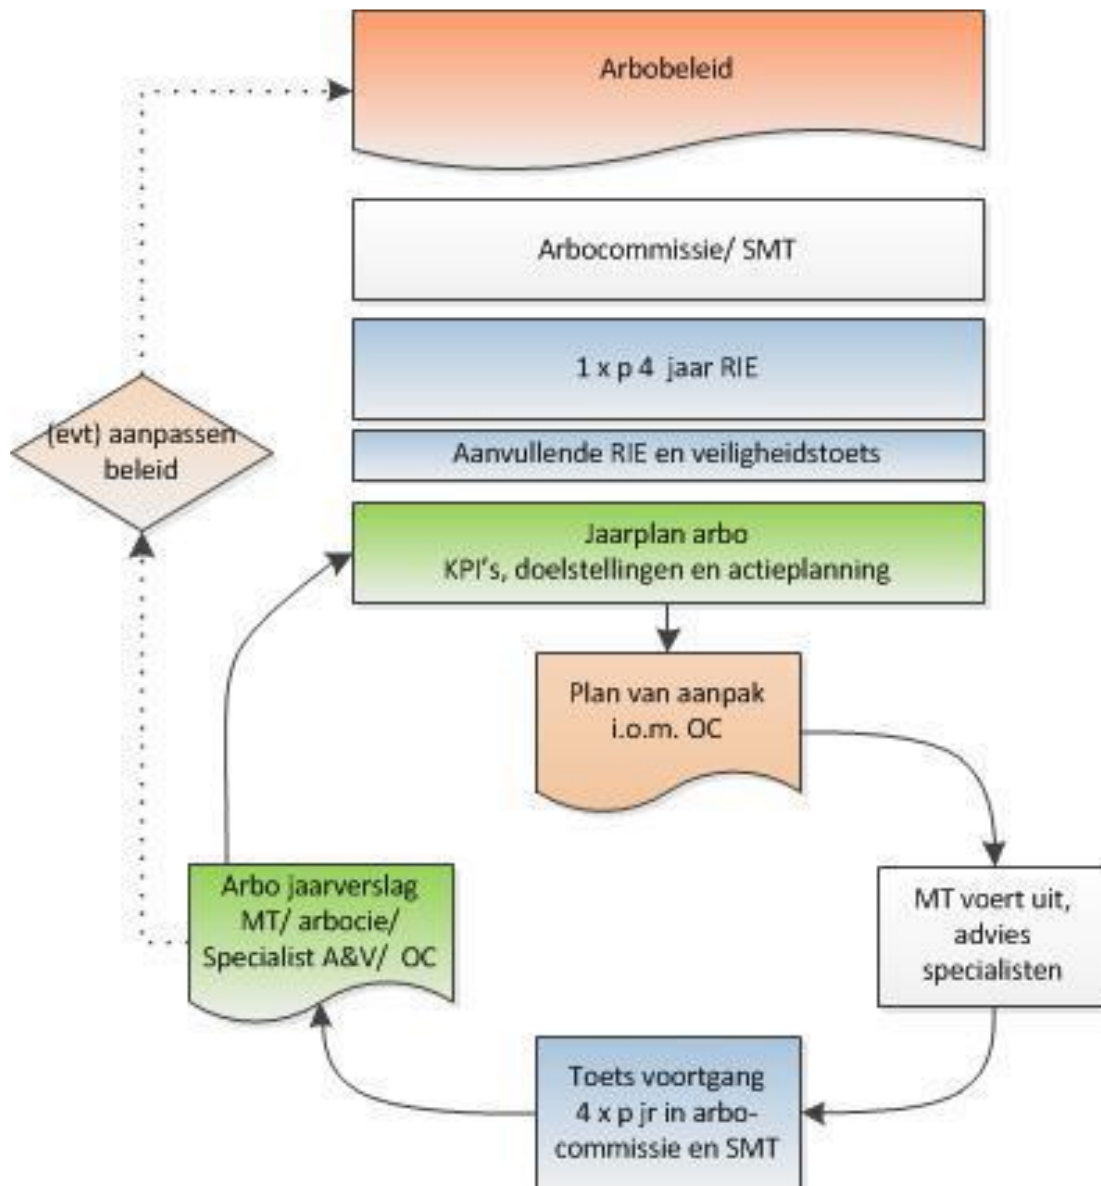 Arbobeleid
Arbocommissie/ SMT
1 x p 4 jaar RIE
(evt) aanpassen
beleid
Aanvullende RIE en veiligheidstoets
Jaarplan arbo
KPI's, doelstellingen en actieplanning
Plan van aanpak
i.o.m. OC
MT voert uit,
advies
specialisten
Toets voortgang
4 x p jr in arbo-
commissie en SMT
Arbo jaarverslag
MT/ arbocie/
Specialist A&V/ OC